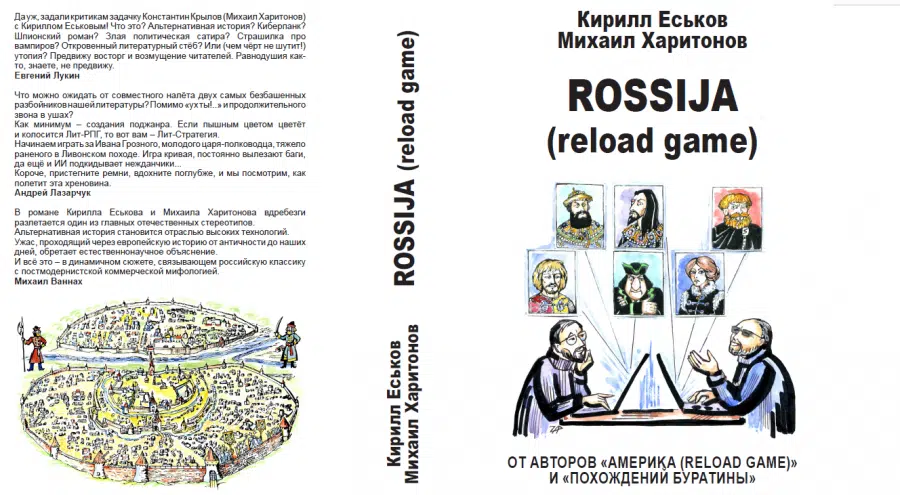 Да уж, задали критикам задачку Константин Крылов (Михаил Харитонов)
с Кириллом Еськовым! Что это? Альтернативная история? Киберпанк?
Шпионский роман? Злая политическая сатира? Страшилка про
вампиров? Откровенный литературный стёб? Или (чем чёрт не шутит!)
утопия? Предвижу восторг и возмущение читателей. Равнодушия как-
то, знаете, не предвижу.
Евгений Лукин
Что можно ожидать от совместного налёта двух самых безбашенных
разбойников нашей литературы? Помимо «ух ты!..» и продолжительного
звона в ушах?
Как минимум – создания поджанра. Если пышным цветом цветёт
и колосится Лит-РПГ, то вот вам – Лит-Стратегия.
Начинаем играть за Ивана Грозного, молодого царя-полководца, тяжело
раненого в Ливонском походе. Игра кривая, постоянно вылезают баги,
да ещё и ИИ подкидывает нежданчики...
Короче, пристегните ремни, вдохните поглубже, и мы посмотрим, как
полетит эта хреновина.
Андрей Лазарчук
В романе Кирилла Еськова и Михаила Харитонова вдребезги
разлетается один из главных отечественных стереотипов.
Альтернативная история становится отраслью высоких технологий.
Ужас, проходящий через европейскую историю от античности до наших
дней, обретает естественнонаучное объяснение.
И всё это – в динамичном сюжете, связывающем российскую классику
с постмодернистской коммерческой мифологией.
Михаил Ваннах
Кирилл Еськов
Михаил Харитонов
ROSSIJA (reload game)
Кирилл Еськов
Михаил Харитонов
ROSSIJA
(reload game)
ОТ АВТОРОВ «АМЕРИКА (RELOAD GAME)»
И «ПОХОЖДЕНИЙ БУРАТИНЫ»